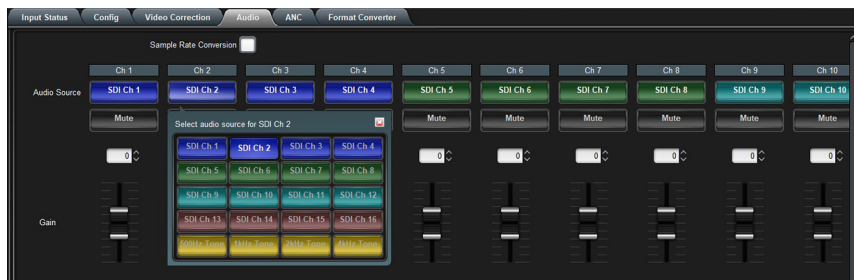 Input Status Config Video Correction Audio ANC Format Converter
Sample Rate Conversion
Ch 1 Ch 2 Ch 3 Ch 4 Ch 5 Ch 6 Ch 7 Ch 8 Ch 9 Ch 10
Audio Source SDI Ch 1 SDI Ch 2 SDI Ch 3 SDI Ch 4 SDI Ch 5 SDI Ch 6 SDI Ch 7 SDI Ch 8 SDI Ch 9 SDI Ch 10
Mute Mute Mute Mute Mute Mute Mute
Select audio source for SDI Ch 2
SDI Ch 1 SDI Ch 2 SDI Ch 3 SDI Ch 4
0 0 0 0 0 0 0
SDI Ch 5 SDI Ch 6 SDI Ch 7 SDI Ch 8
SDI Ch 9 SDI Ch 10 SDI Ch 11 SDI Ch 12
Gain
SDI Ch 13 SDI Ch 14 SDI Ch 15 SDI Ch 16
500Hz Tone 1kHz Tone 2kHz Tone 4kHz Tone